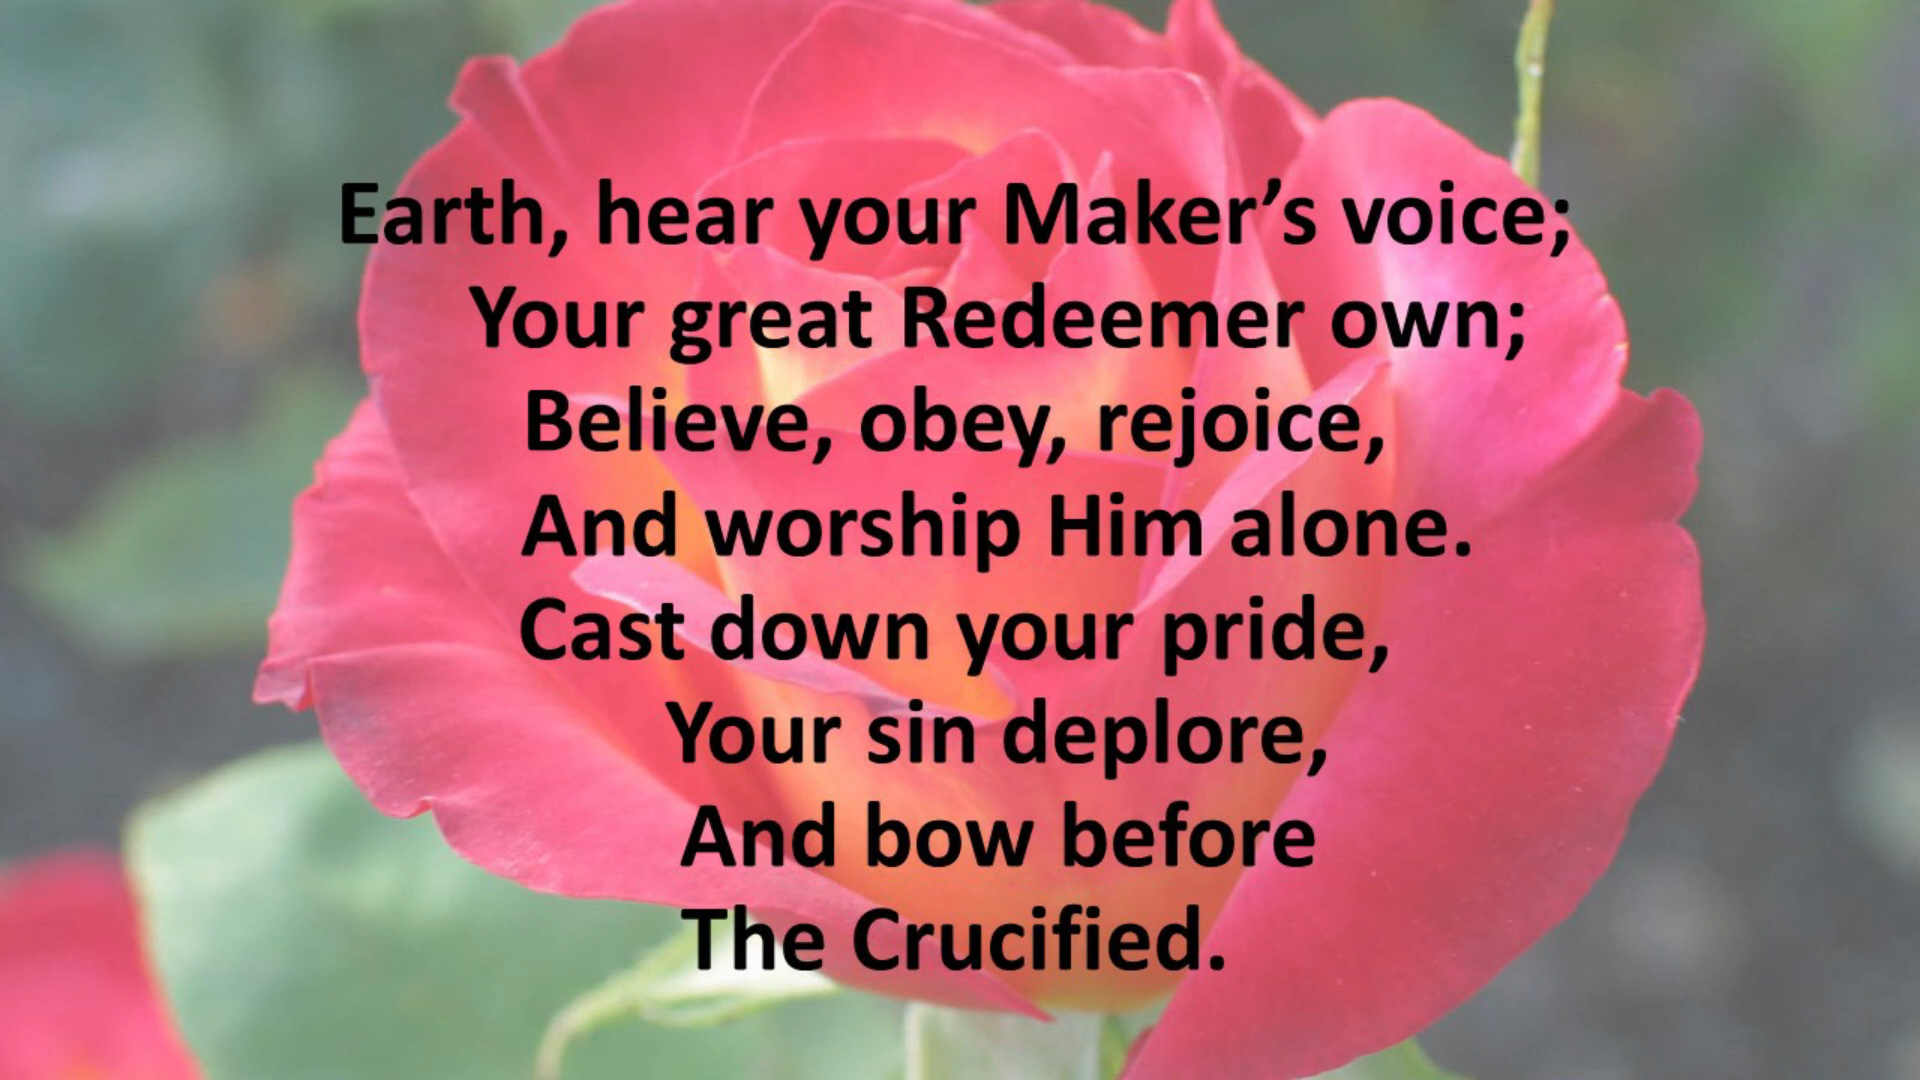 Earth, hear your Maker’s voice;
Your great Redeemer own;
Believe, obey, rejoice,
And worship Him alone.
Cast down your pride,
Your sin deplore,
And bow before
The Crucified.